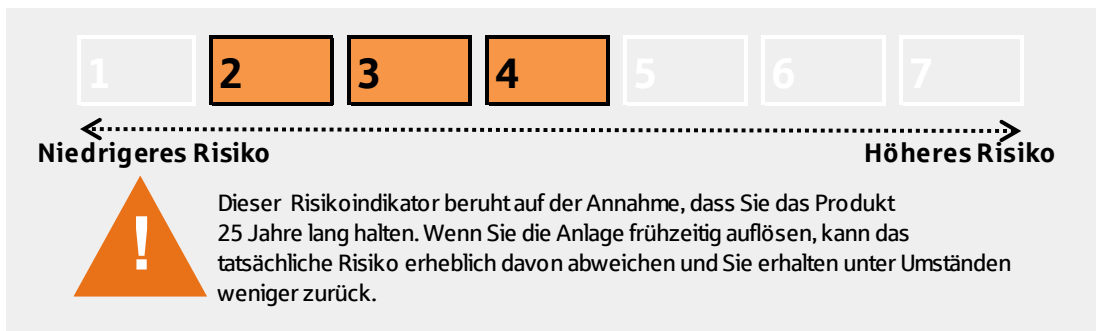 1 2 3 4 5 6 7
Niedrigeres Risiko Höheres Risiko
!
Dieser Risikoindikator beruht auf der Annahme, dass Sie das Produkt
25 Jahre lang halten. Wenn Sie die Anlage frühzeitig auflösen, kann das
tatsächliche Risiko erheblich davon abweichen und Sie erhalten unter Umständen
weniger zurück.